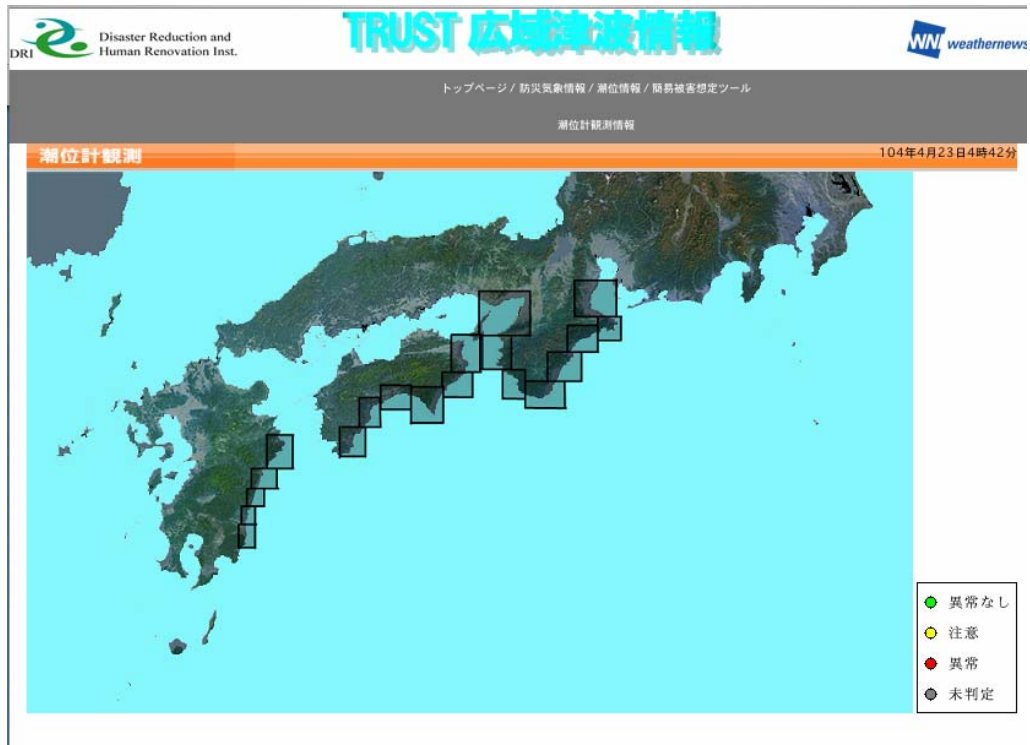 DRI
Disaster Reduction and
Human Renovation Inst.
TRUST 広域津波情報
WNI weathernews
トップページ / 防災気象情報 / 潮位情報 / 簡易被害想定ツール
潮位計観測情報
潮位計観測
104年4月23日4時42分
異常なし
注意
異常
未判定